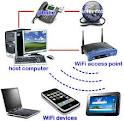 WiFi access point
host computer
WiFi devices